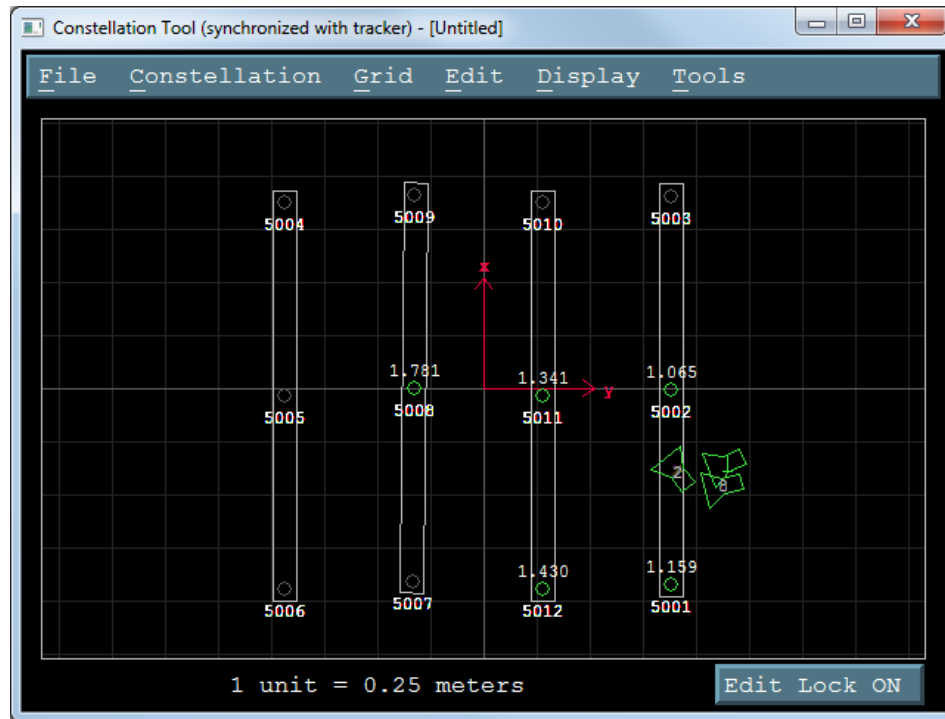 Constellation Tool (synchronized with tracker) - [Untitled]
File Constellation Grid Edit Display Tools
5004 5009 5010 5003
x
1.781 1.341 1.065
y
5005 5008 5011 5002
2
1.430 1.159
5006 5007 5012 5001
1 unit = 0.25 meters
Edit Lock ON